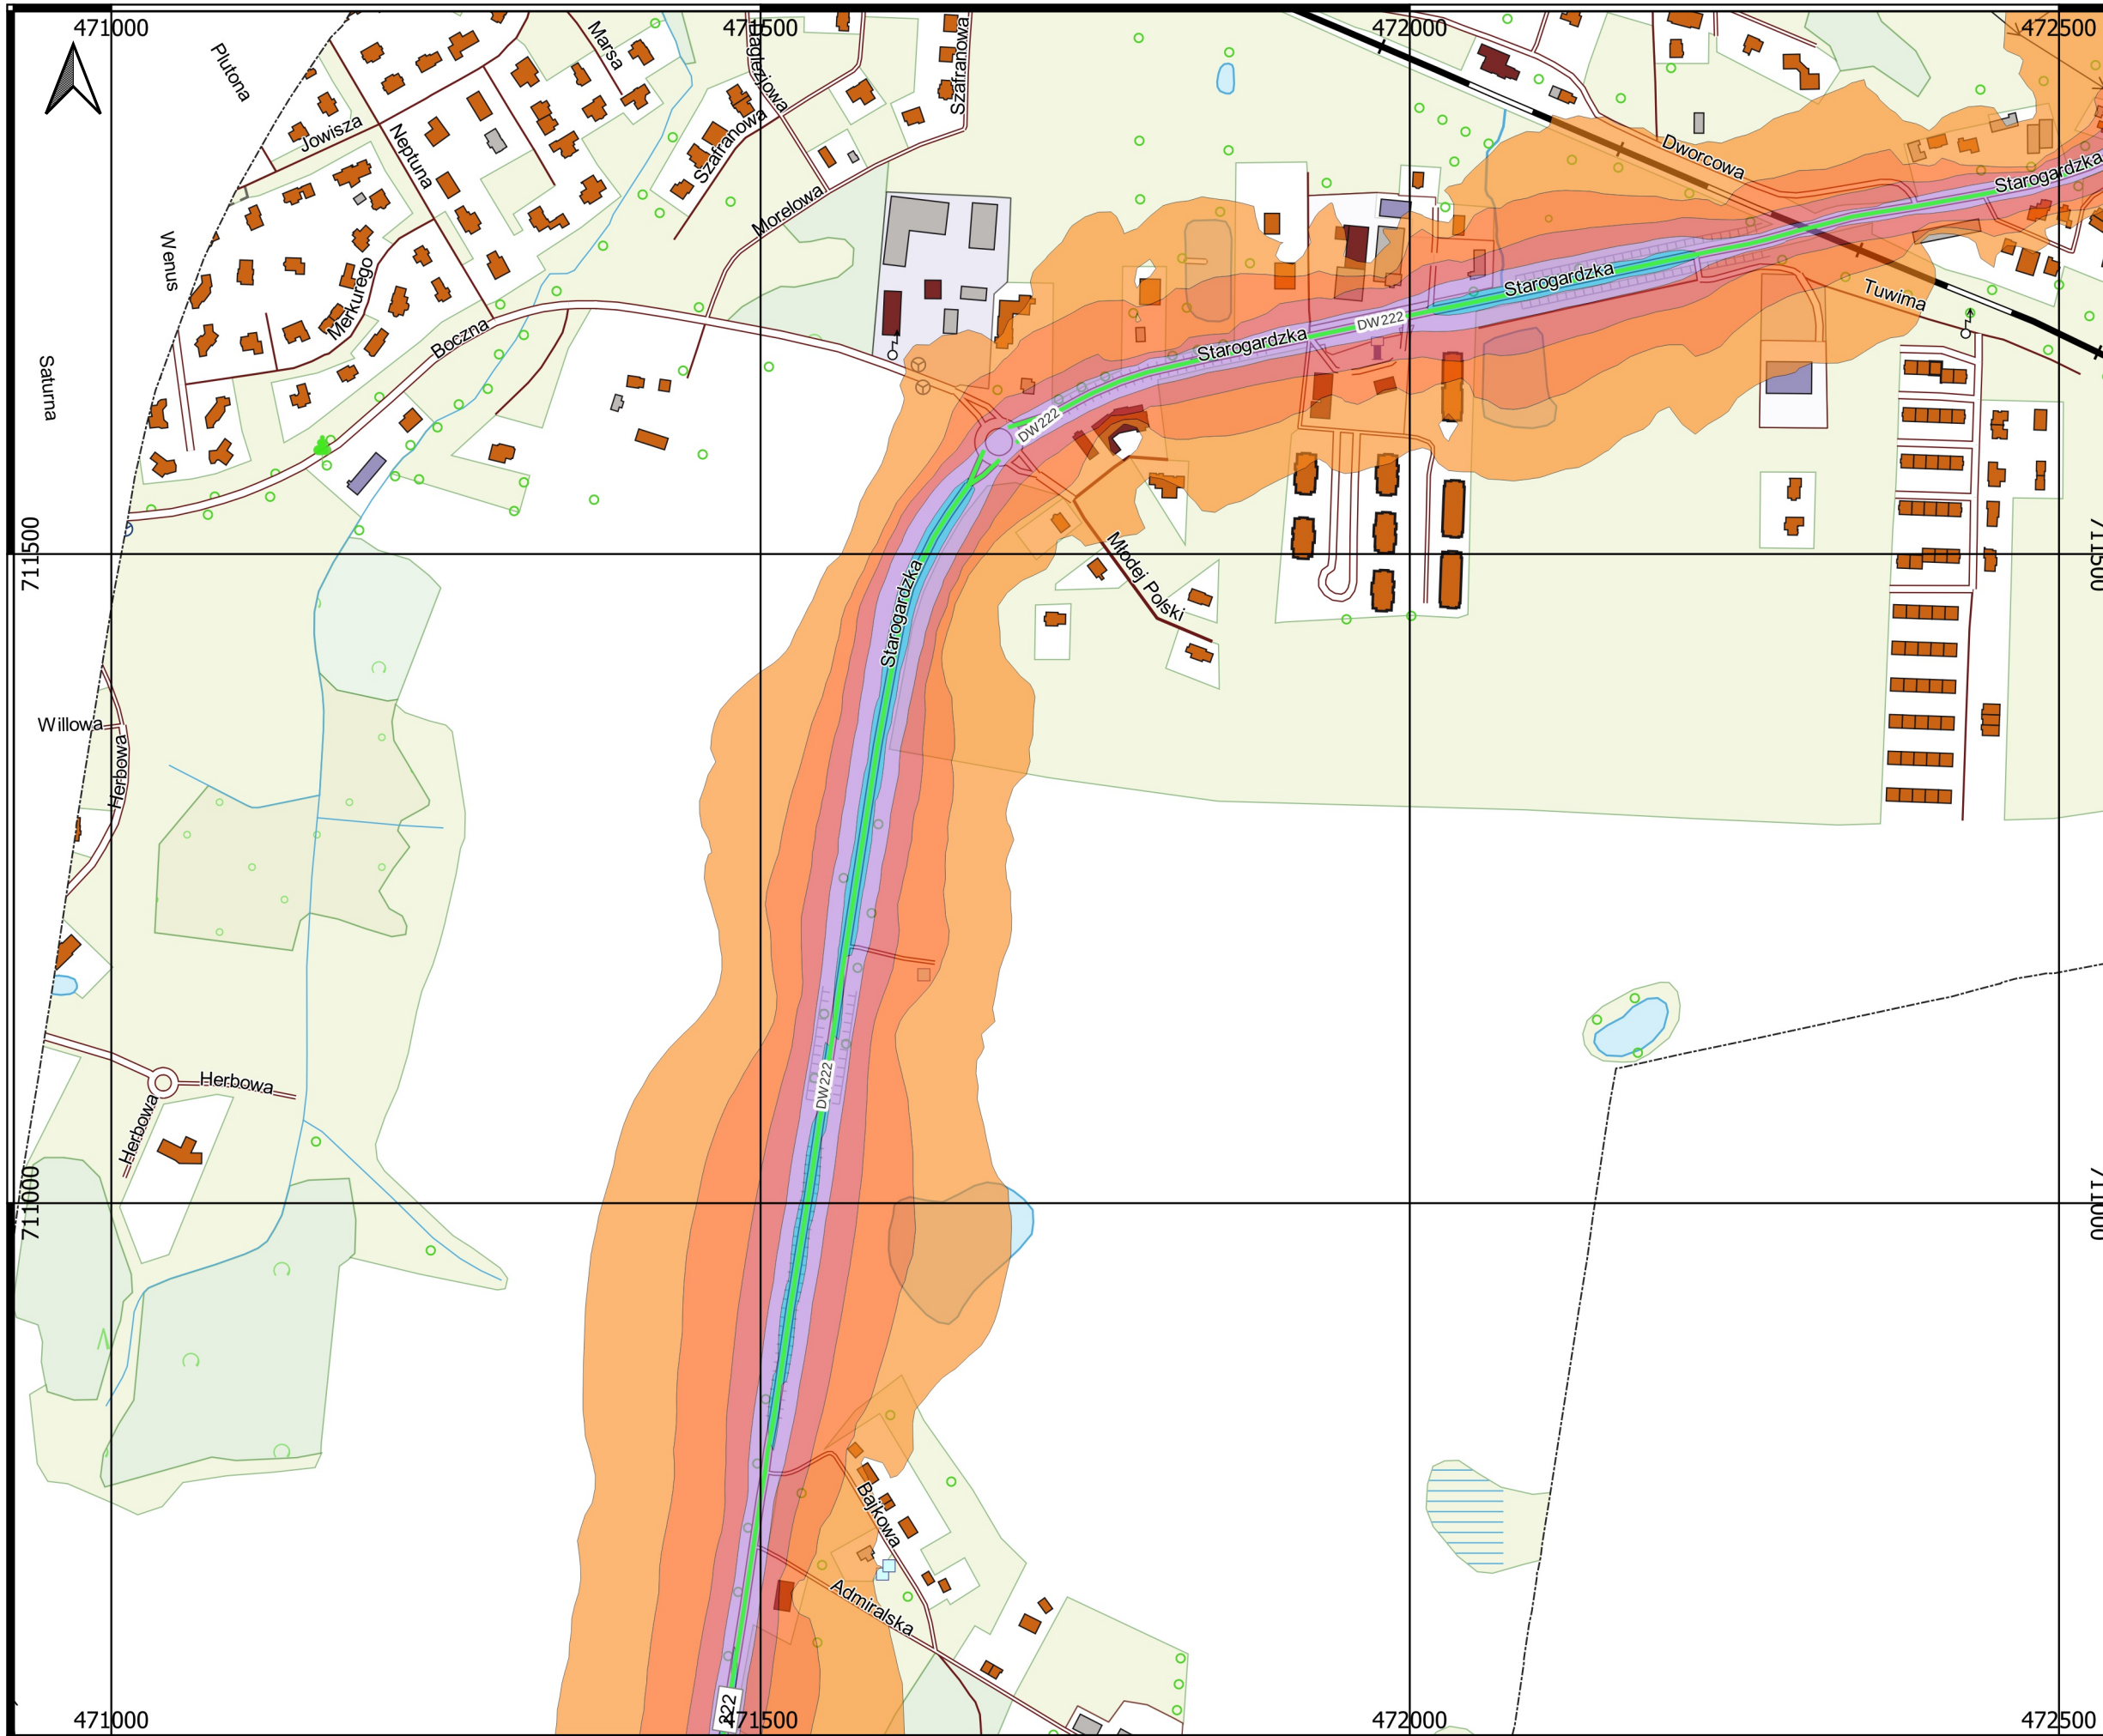 471000
471500
472000
472500
Plutona
Marsa
Szafranowa
Jowisza
Neptuna
Szafranowa
Dworcowa
Starogardzka
Morelowa
Wenus
Merkurego
Boczna
Starogardzka
Tuwima
DW222
Starogardzka
Saturna
DW222
711500
711500
Młodej Polski
Starogardzka
Willowa
Herbowa
DW222
Herbowa
Herbowa
711000
711000
Bajkowa
Admiralska
222
471000
471500
472000
472500